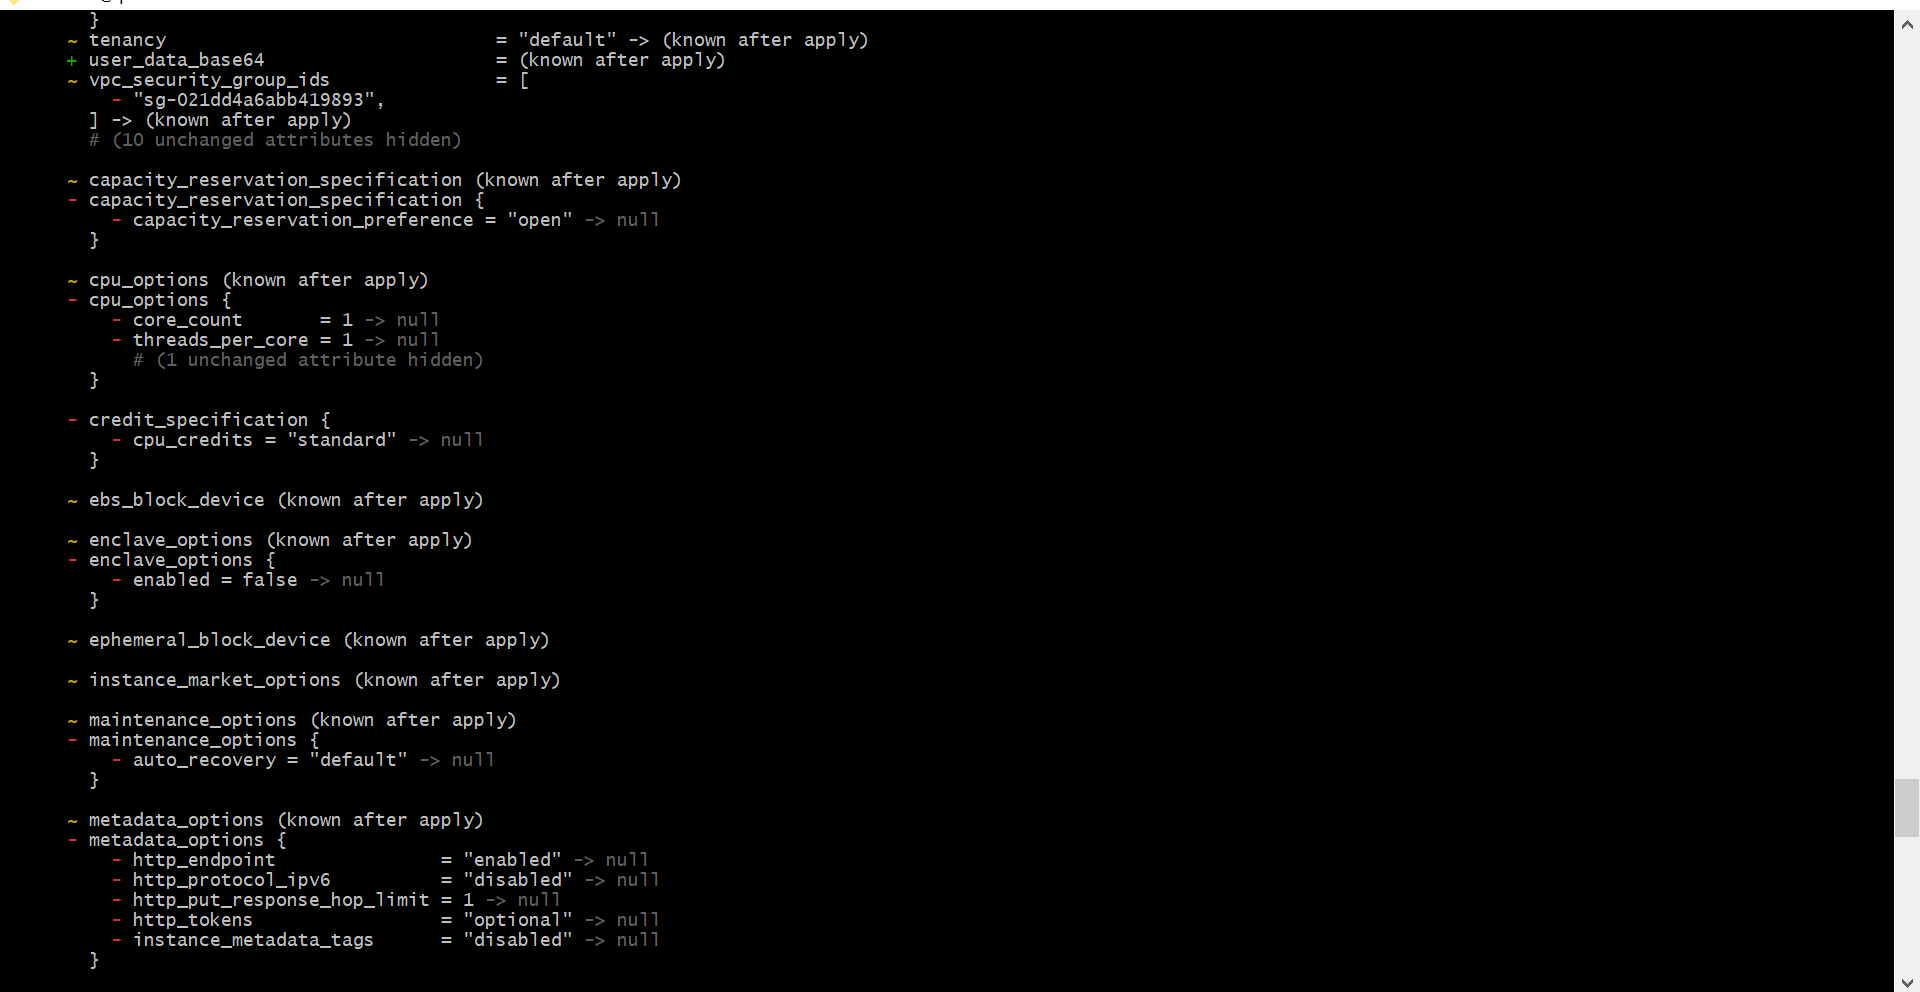 }
~ tenancy = "default" -> (known after apply)
+ user_data_base64 = (known after apply)
~ vpc_security_group_ids = [
- "sg-021dd4a6abb419893",
] -> (known after apply)
# (10 unchanged attributes hidden)
~ capacity_reservation_specification (known after apply)
- capacity_reservation_specification {
- capacity_reservation_preference = "open" -> null
}
~ cpu_options (known after apply)
- cpu_options {
- core_count = 1 -> null
- threads_per_core = 1 -> null
# (1 unchanged attribute hidden)
}
- credit_specification {
- cpu_credits = "standard" -> null
}
~ ebs_block_device (known after apply)
~ enclave_options (known after apply)
- enclave_options {
- enabled = false -> null
}
~ ephemeral_block_device (known after apply)
~ instance_market_options (known after apply)
~ maintenance_options (known after apply)
- maintenance_options {
- auto_recovery = "default" -> null
}
~ metadata_options (known after apply)
- metadata_options {
- http_endpoint = "enabled" -> null
- http_protocol_ipv6 = "disabled" -> null
- http_put_response_hop_limit = 1 -> null
- http_tokens = "optional" -> null
- instance_metadata_tags = "disabled" -> null
}